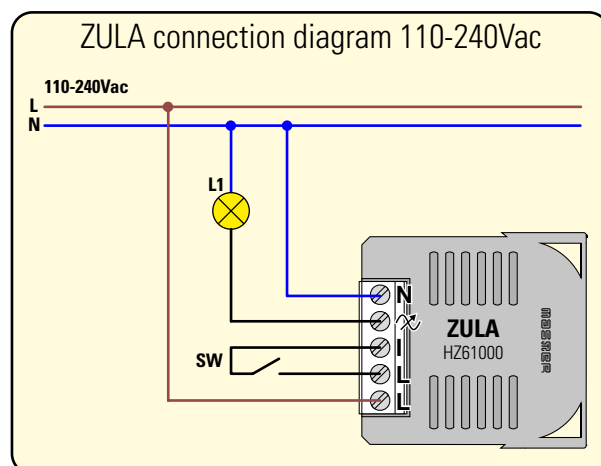 ZULA connection diagram 110-240Vac
110-240Vac
L
N
L1
N
I
SW
L
L
ZULA
HZ61000